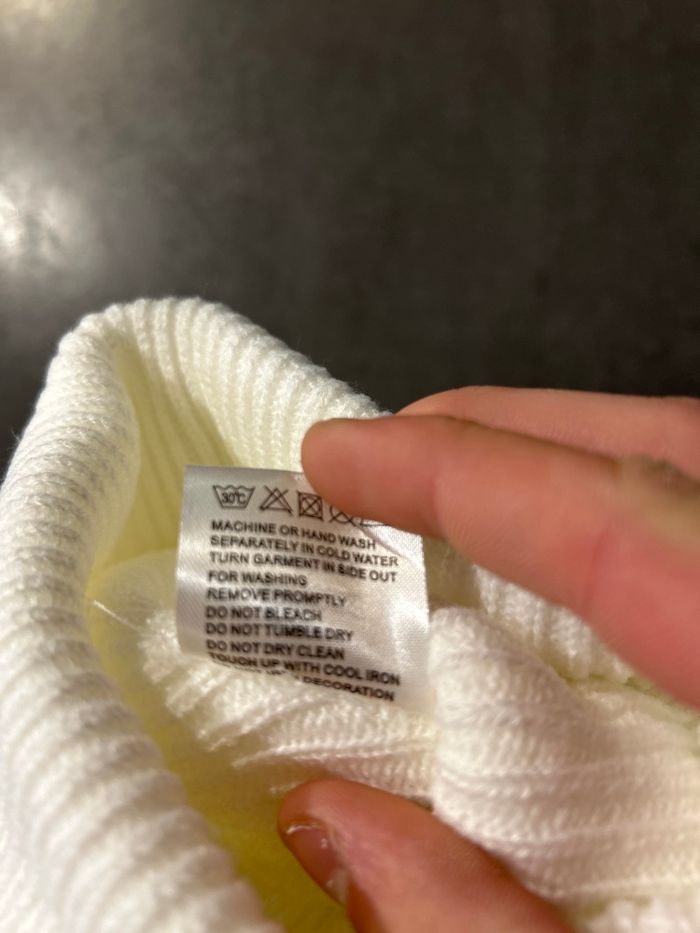 30°C
MACHINE OR HAND WASH
SEPARATELY IN COLD WATER
TURN GARMENT IN SIDE OUT
FOR WASHING
REMOVE PROMPTLY
DO NOT BLEACH
DO NOT TUMBLE DRY
DO NOT DRY CLEAN
TOUCH UP WITH COOL IRON
DECORATION